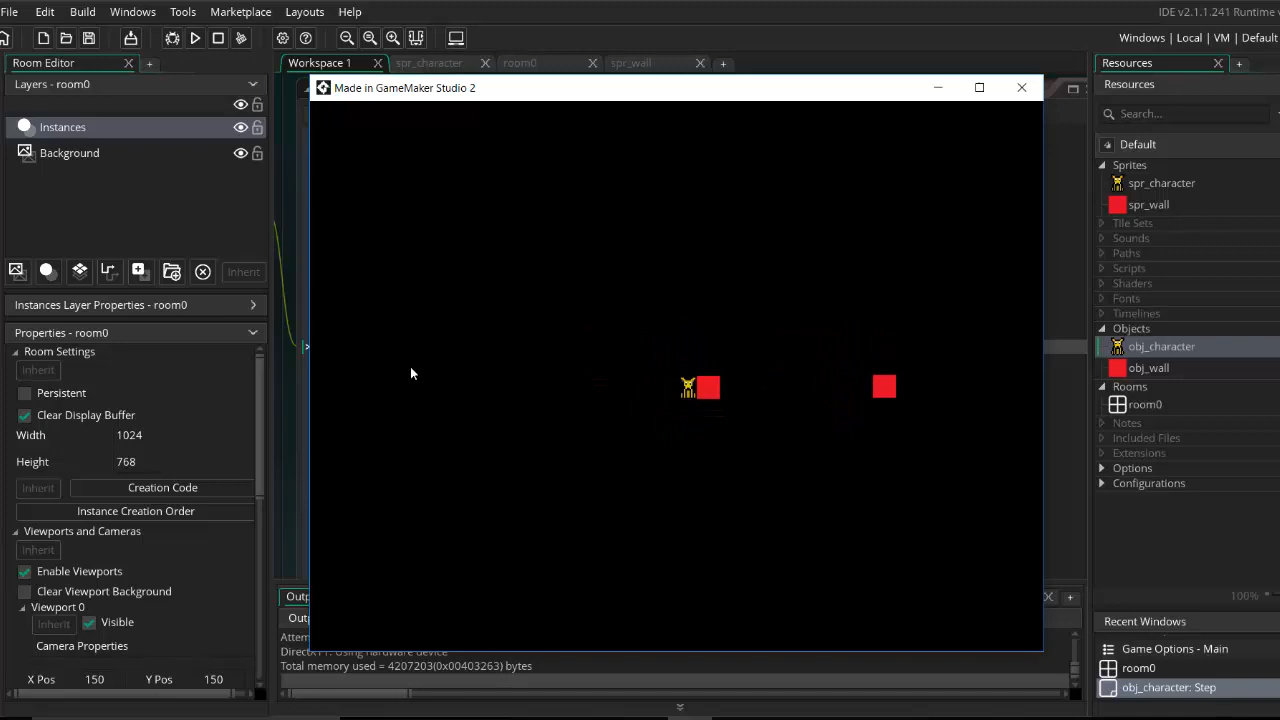 File Edit Build Windows Tools Marketplace Layouts Help
IDE v2.1.1.241 Runtime
Windows | Local | VM | Default
Room Editor
Workspace 1
spr_character
room0
spr_wall
Layers - room0
Instances
Background
Inherit
Instances Layer Properties - room0
Properties - room0
Room Settings
Inherit
Persistent
Clear Display Buffer
Width 1024
Height 768
Inherit
Creation Code
Instance Creation Order
Viewports and Cameras
Inherit
Enable Viewports
Clear Viewport Background
Viewport 0
Inherit
Visible
Camera Properties
X Pos 150 Y Pos 150
Made in GameMaker Studio 2
Outp
Outp
Attem
DirectX11: Using hardware device
Total memory used = 4207203(0x00403263) bytes
Resources
Resources
Search...
Default
Sprites
spr_character
spr_wall
Tile Sets
Sounds
Paths
Scripts
Shaders
Fonts
Timelines
Objects
obj_character
obj_wall
Rooms
room0
Notes
Included Files
Extensions
Options
Configurations
100%
Recent Windows
Game Options - Main
room0
obj_character: Step